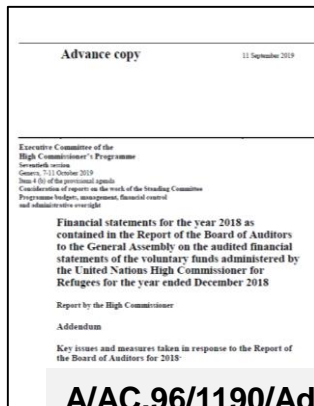 Advance copy 11 September 2019
Executive Committee of the
High Commissioner's Programme
Seventieth session
Geneva, 7-11 October 2019
Item 4 (b) of the provisional agenda
Consideration of reports on the work of the Standing Committee
Programme budgets, management, financial control
and administrative oversight
Financial statements for the year 2018 as
contained in the Report of the Board of Auditors
to the General Assembly on the audited financial
statements of the voluntary funds administered by
the United Nations High Commissioner for
Refugees for the year ended December 2018
Report by the High Commissioner
Addendum
Key issues and measures taken in response to the Report of
the Board of Auditors for 2018
A/AC.96/1190/Ad